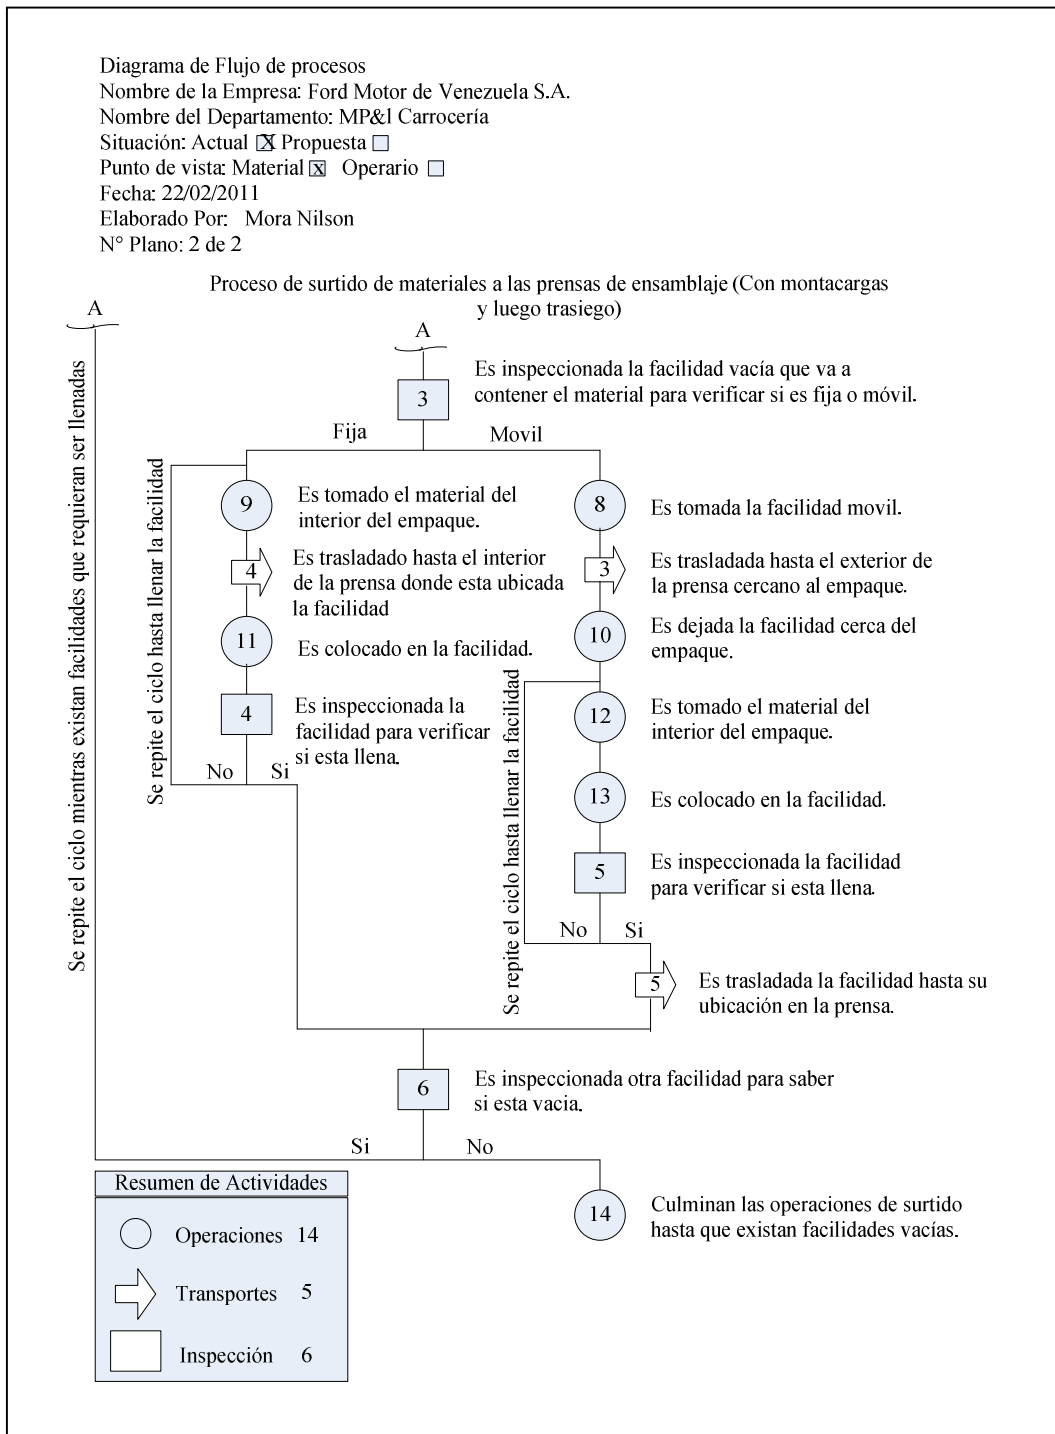 Diagrama de Flujo de procesos
Nombre de la Empresa: Ford Motor de Venezuela S.A.
Nombre del Departamento: MP&l Carrocería
Situación: Actual X Propuesta
Punto de vista: Material x Operario
Fecha: 22/02/2011
Elaborado Por: Mora Nilson
N° Plano: 2 de 2
Proceso de surtido de materiales a las prensas de ensamblaje (Con montacargas
y luego trasiego)
A
A
Se repite el ciclo mientras existan facilidades que requieran ser llenadas
3
Es inspeccionada la facilidad vacía que va a
contener el material para verificar si es fija o móvil.
Fija
Movil
Se repite el ciclo hasta llenar la facilidad
9
Es tomado el material del
interior del empaque.
4
Es trasladado hasta el interior
de la prensa donde esta ubicada
la facilidad
11
Es colocado en la facilidad.
4
Es inspeccionada la
facilidad para verificar
si esta llena.
No
Si
8
Es tomada la facilidad movil.
3
Es trasladada hasta el exterior de
la prensa cercano al empaque.
10
Es dejada la facilidad cerca del
empaque.
Se repite el ciclo hasta llenar la facilidad
12
Es tomado el material del
interior del empaque.
13
Es colocado en la facilidad.
5
Es inspeccionada la facilidad
para verificar si esta llena.
No
Si
5
Es trasladada la facilidad hasta su
ubicación en la prensa.
6
Es inspeccionada otra facilidad para saber
si esta vacia.
Si
No
14
Culminan las operaciones de surtido
hasta que existan facilidades vacías.
Resumen de Actividades
Operaciones 14
Transportes 5
Inspección 6